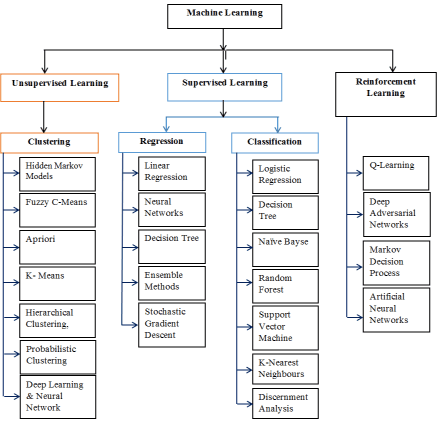 Machine Learning
Unsupervised Learning
Supervised Learning
Reinforcement
Learning
Clustering
Regression
Classification
Hidden Markov
Models
Fuzzy C-Means
Apriori
K- Means
Hierarchical
Clustering,
Probabilistic
Clustering
Deep Learning
& Neural
Network
Linear
Regression
Neural
Networks
Decision Tree
Ensemble
Methods
Stochastic
Gradient
Descent
Logistic
Regression
Decision
Tree
Naïve Bayse
Random
Forest
Support
Vector
Machine
K-Nearest
Neighbours
Discernment
Analysis
Q-Learning
Deep
Adversarial
Networks
Markov
Decision
Process
Artificial
Neural
Networks